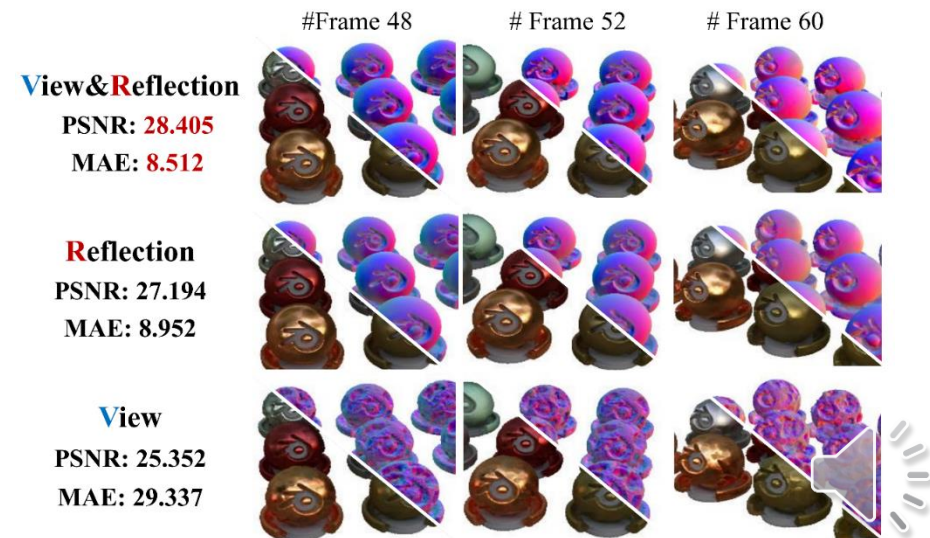 #Frame 48
# Frame 52
# Frame 60
View&Reflection
PSNR: 28.405
MAE: 8.512
Reflection
PSNR: 27.194
MAE: 8.952
View
PSNR: 25.352
MAE: 29.337